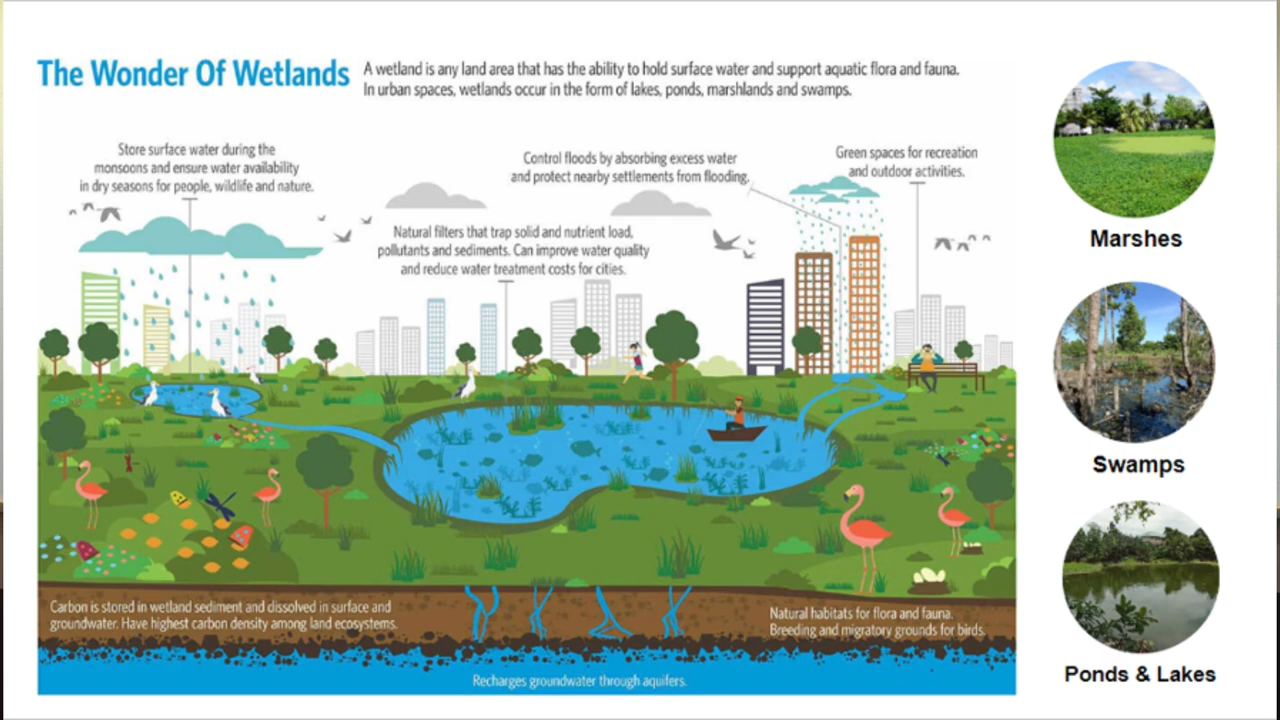 The Wonder Of Wetlands
A wetland is any land area that has the ability to hold surface water and support aquatic flora and fauna.
In urban spaces, wetlands occur in the form of lakes, ponds, marshlands and swamps.
Store surface water during the
monsoons and ensure water availability
in dry seasons for people, wildlife and nature.
Natural filters that trap solid and nutrient load,
pollutants and sediments. Can improve water quality
and reduce water treatment costs for cities.
Control floods by absorbing excess water
and protect nearby settlements from flooding.
Green spaces for recreation
and outdoor activities.
Carbon is stored in wetland sediment and dissolved in surface and
groundwater. Have highest carbon density among land ecosystems.
Natural habitats for flora and fauna.
Breeding and migratory grounds for birds.
Recharges groundwater through aquifers.
Marshes
Swamps
Ponds & Lakes